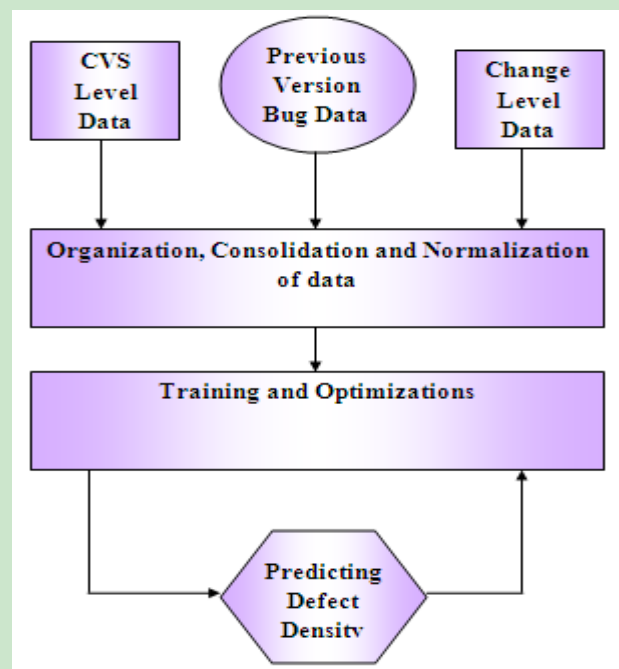 CVS
Level
Data
Previous
Version
Bug Data
Change
Level
Data
Organization, Consolidation and Normalization
of data
Training and Optimizations
Predicting
Defect
Density